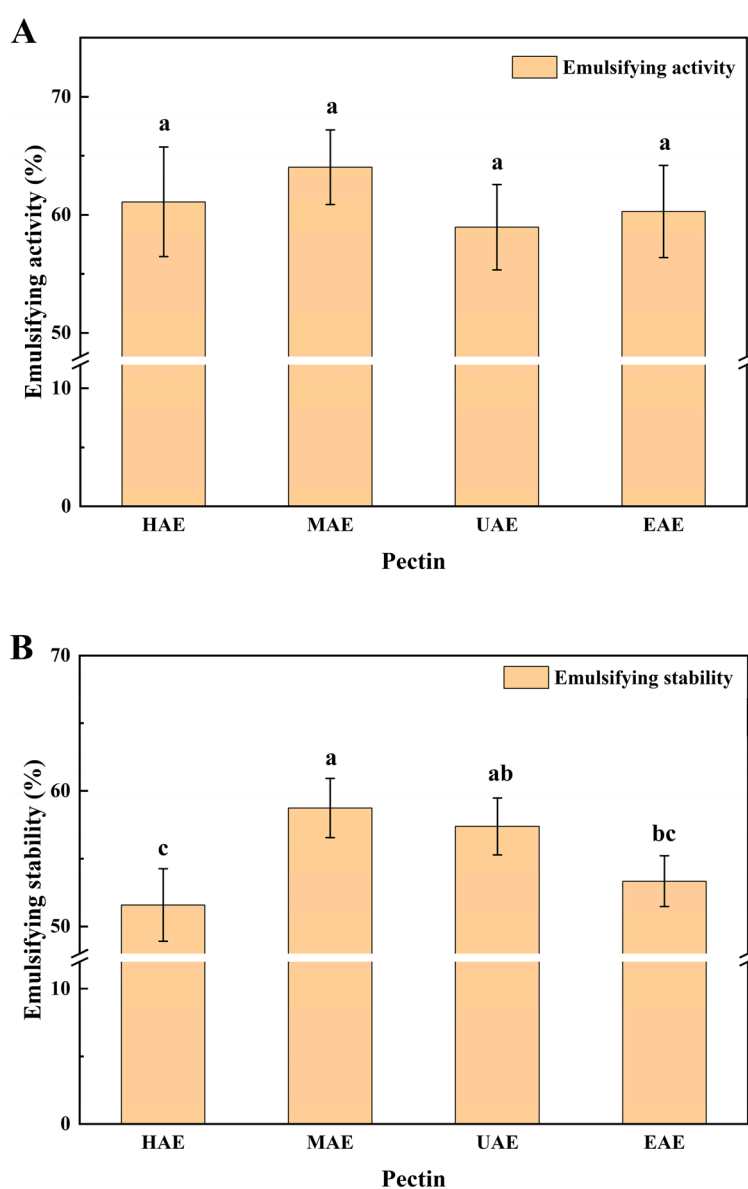 A
Emulsifying activity
Emulsifying activity (%)
70
60
50
10
0
a
a
a
a
HAE
MAE
UAE
EAE
Pectin
B
Emulsifying stability
Emulsifying stability (%)
70
60
50
10
0
c
a
ab
bc
HAE
MAE
UAE
EAE
Pectin